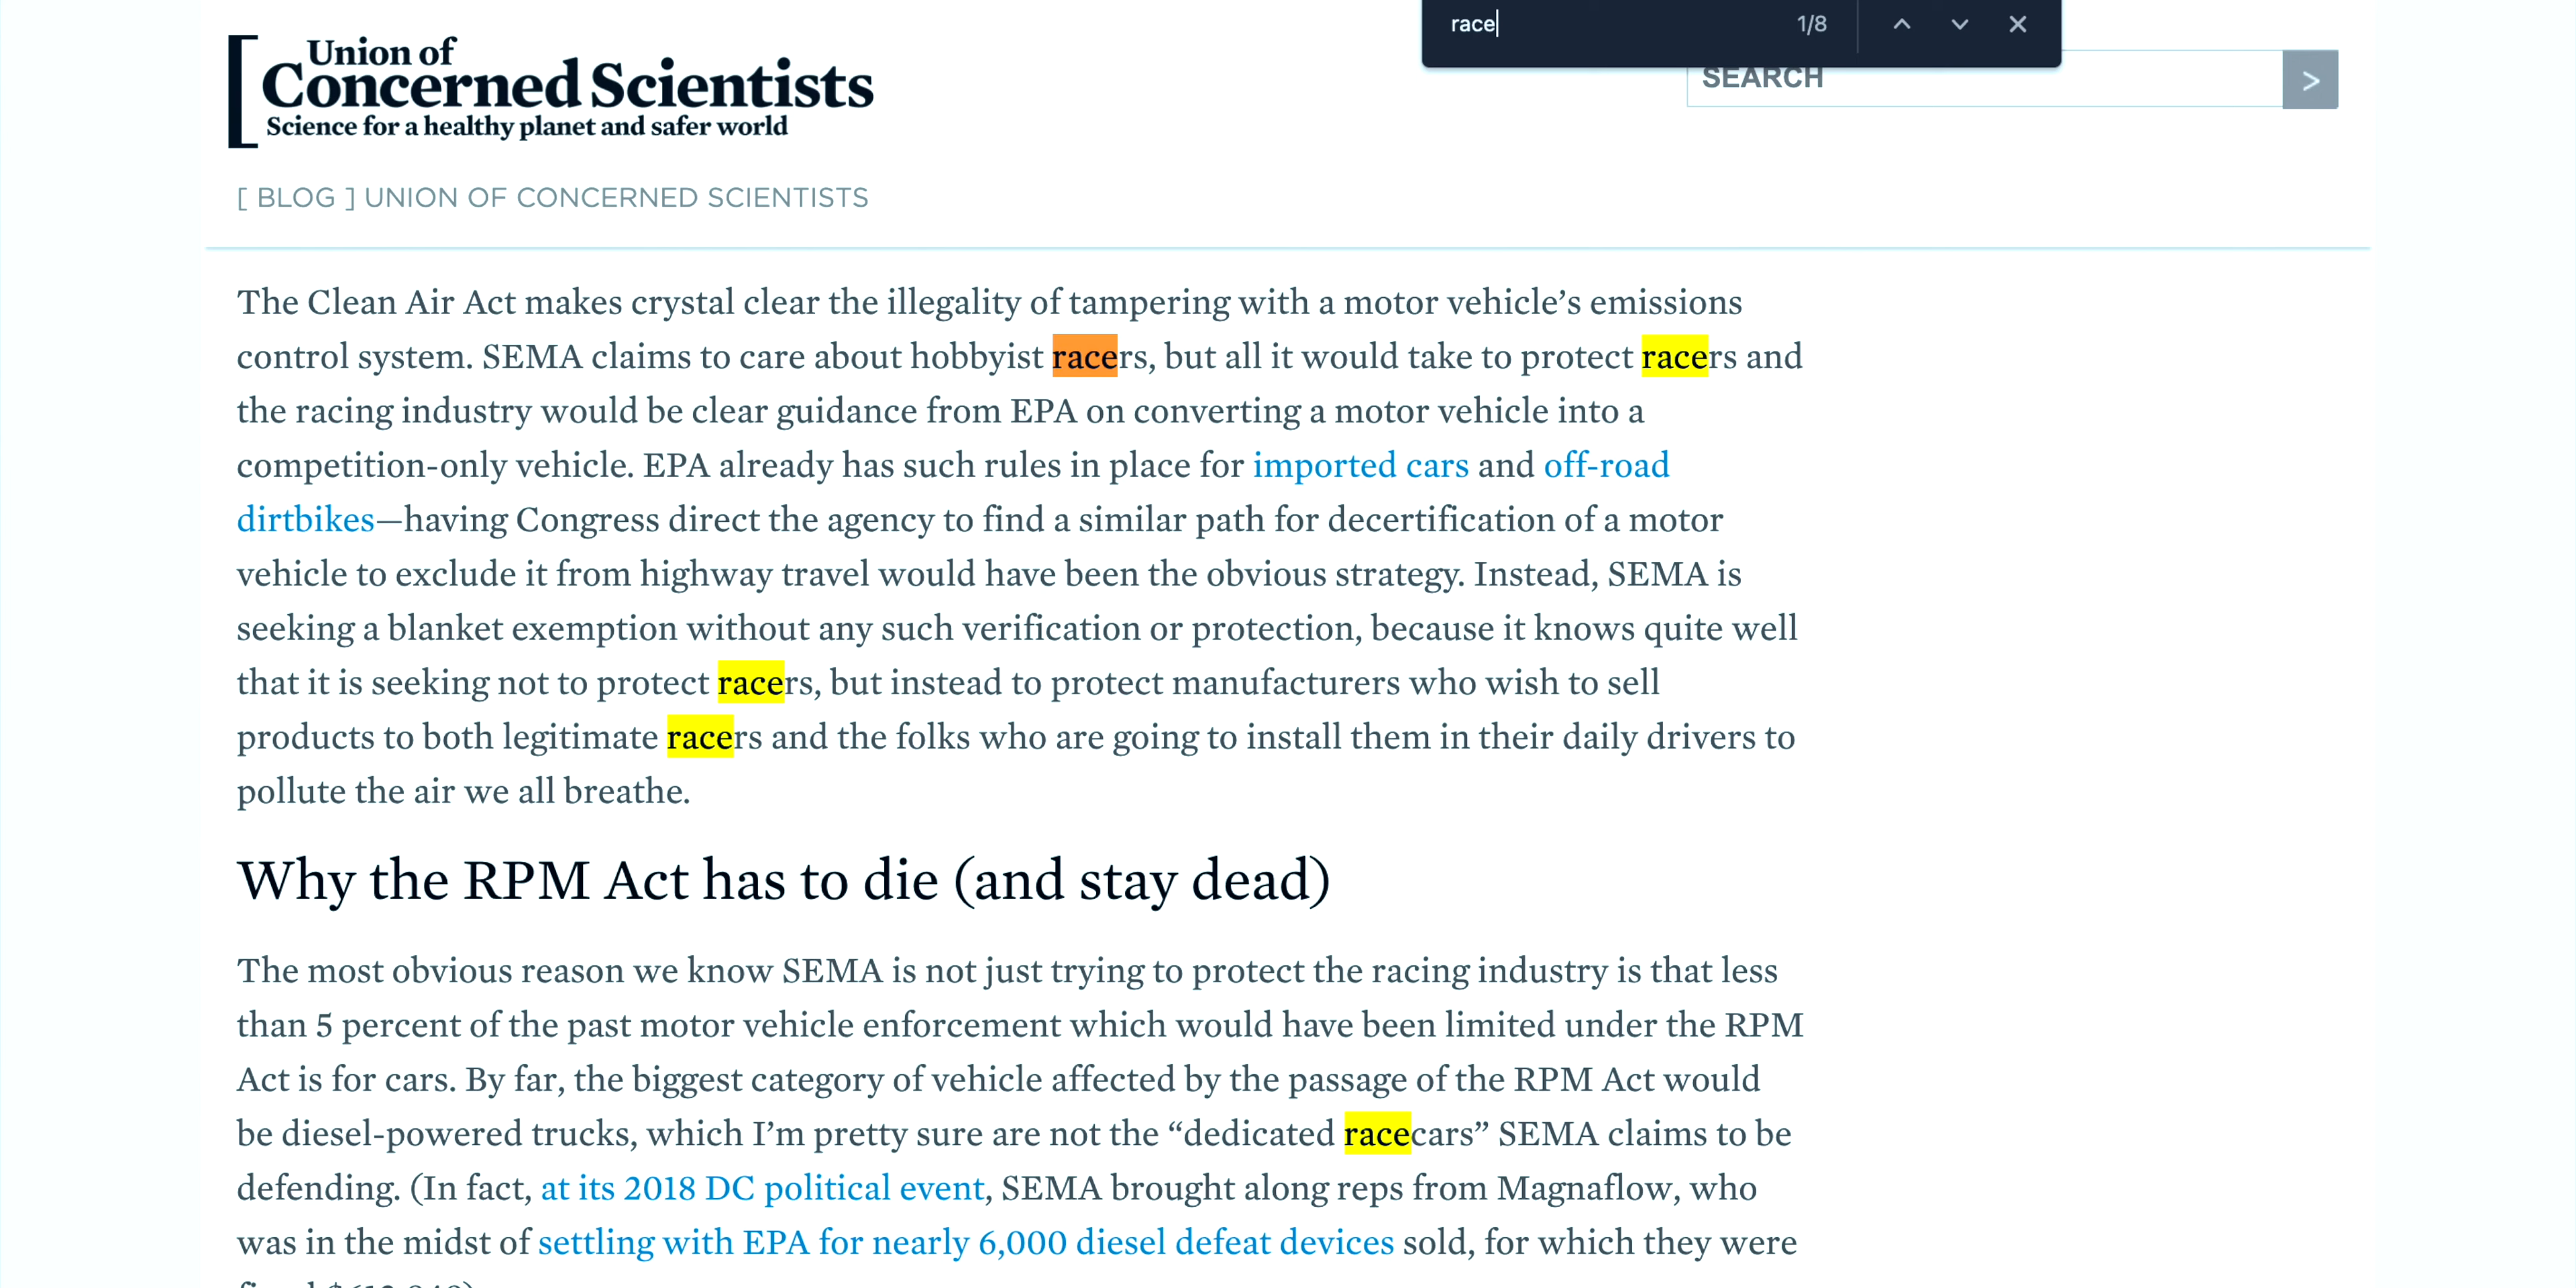 race 1/8
Union of
Concerned Scientists
Science for a healthy planet and safer world
SEARCH >
[ BLOG ] UNION OF CONCERNED SCIENTISTS
The Clean Air Act makes crystal clear the illegality of tampering with a motor vehicle’s emissions
control system. SEMA claims to care about hobbyist racers, but all it would take to protect racers and
the racing industry would be clear guidance from EPA on converting a motor vehicle into a
competition-only vehicle. EPA already has such rules in place for imported cars and off-road
dirtbikes—having Congress direct the agency to find a similar path for decertification of a motor
vehicle to exclude it from highway travel would have been the obvious strategy. Instead, SEMA is
seeking a blanket exemption without any such verification or protection, because it knows quite well
that it is seeking not to protect racers, but instead to protect manufacturers who wish to sell
products to both legitimate racers and the folks who are going to install them in their daily drivers to
pollute the air we all breathe.
Why the RPM Act has to die (and stay dead)
The most obvious reason we know SEMA is not just trying to protect the racing industry is that less
than 5 percent of the past motor vehicle enforcement which would have been limited under the RPM
Act is for cars. By far, the biggest category of vehicle affected by the passage of the RPM Act would
be diesel-powered trucks, which I’m pretty sure are not the “dedicated racecars” SEMA claims to be
defending. (In fact, at its 2018 DC political event, SEMA brought along reps from Magnaflow, who
was in the midst of settling with EPA for nearly 6,000 diesel defeat devices sold, for which they were